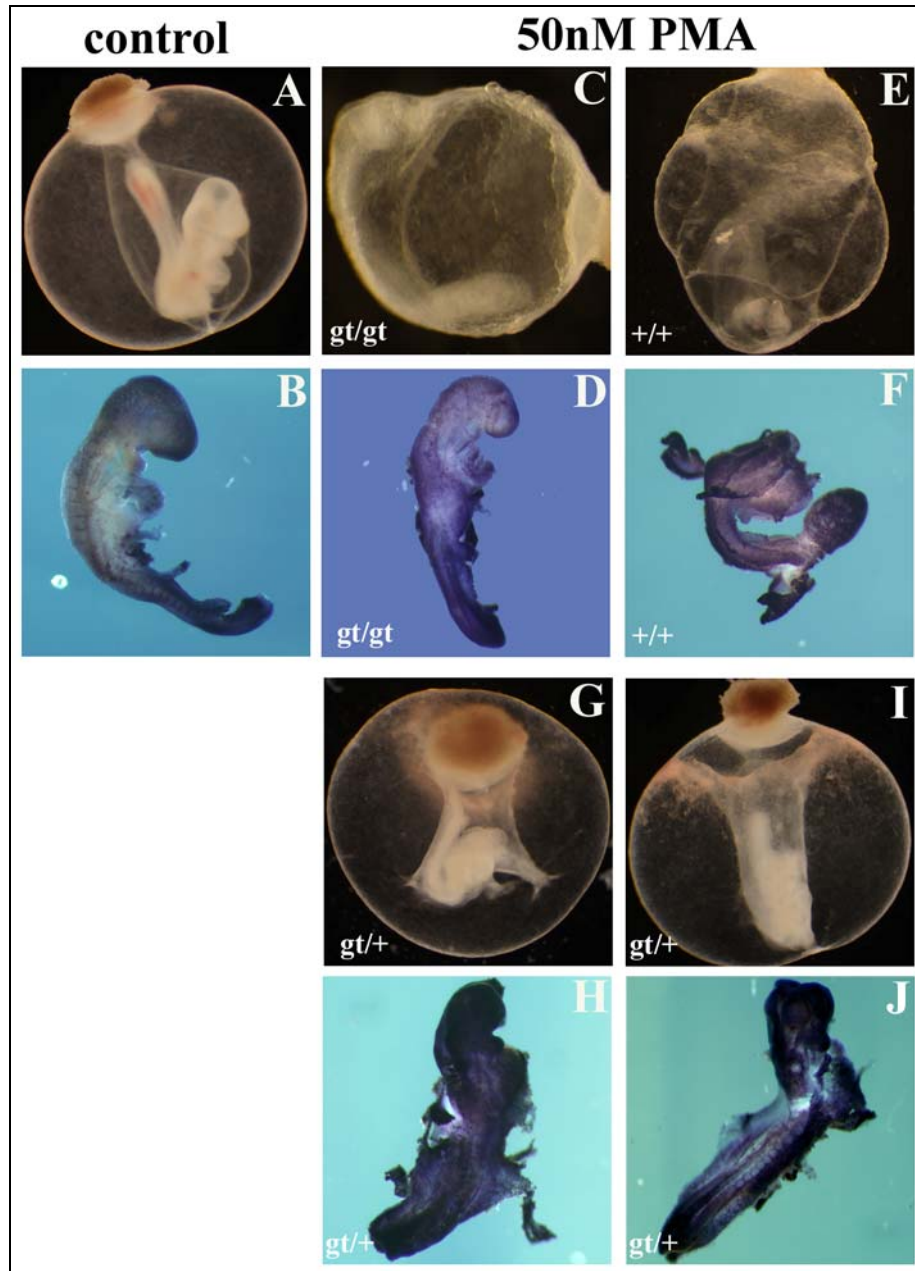 control 50nM PMA
A C E
gt/gt +/+
B D F
gt/gt +/+
G I
gt/+ gt/+
H J
gt/+ gt/+